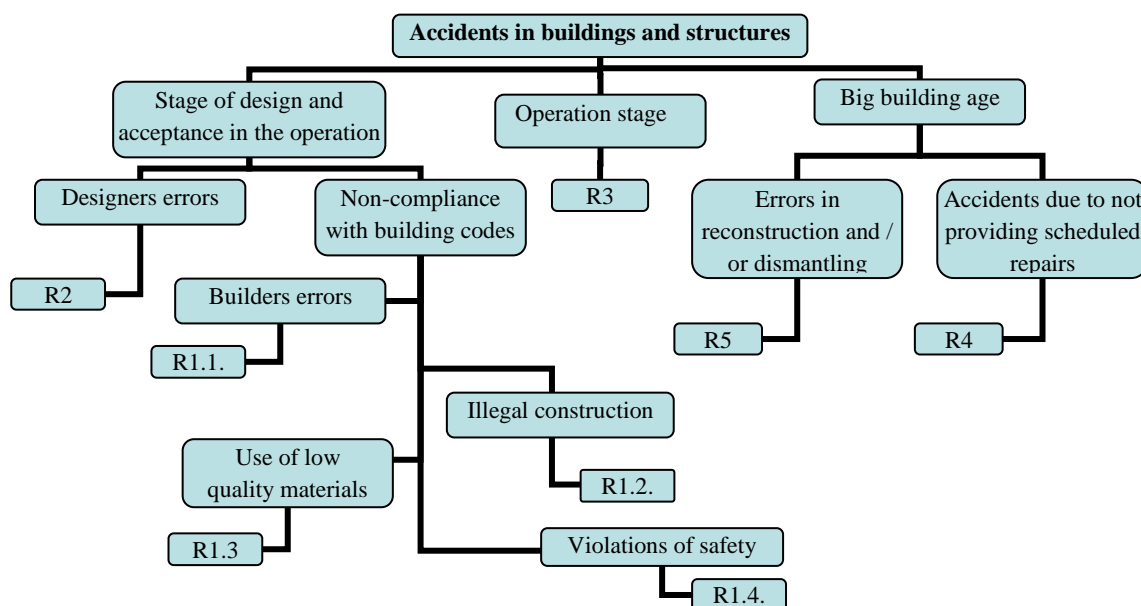 Accidents in buildings and structures
Stage of design and
acceptance in the operation
Operation stage
Big building age
Designers errors
Non-compliance
with building codes
R3
Errors in
reconstruction and /
or dismantling
Accidents due to not
providing scheduled
repairs
R2
Builders errors
R5
R4
R1.1.
Illegal construction
Use of low
quality materials
R1.2.
R1.3
Violations of safety
R1.4.